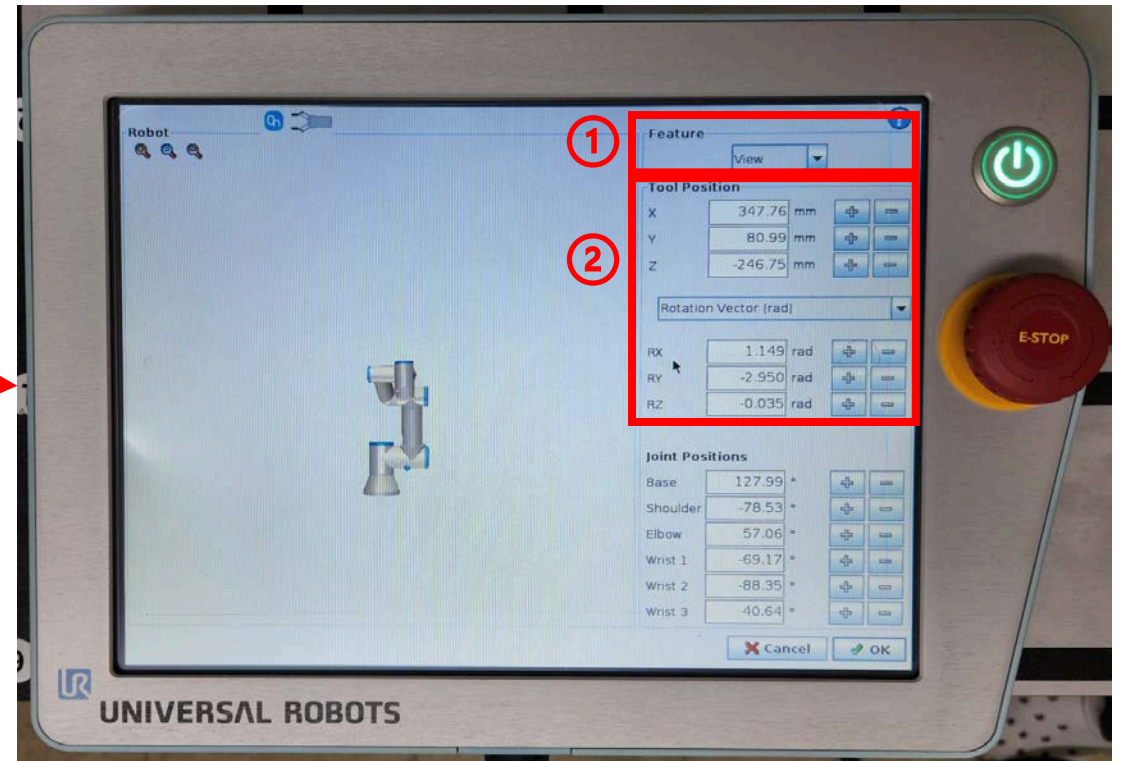 Robot
Feature
1
View
Tool Position
X 347.76 mm
Y 80.99 mm
2
Z -246.75 mm
Rotation Vector [rad]
RX 1.149 rad
RY -2.950 rad
RZ -0.035 rad
E-STOP
Joint Positions
Base 127.99 °
Shoulder -78.53 °
Elbow 57.06 °
Wrist 1 -69.17 °
Wrist 2 -88.35 °
Wrist 3 40.64 °
Cancel
OK
UR
UNIVERSAL ROBOTS